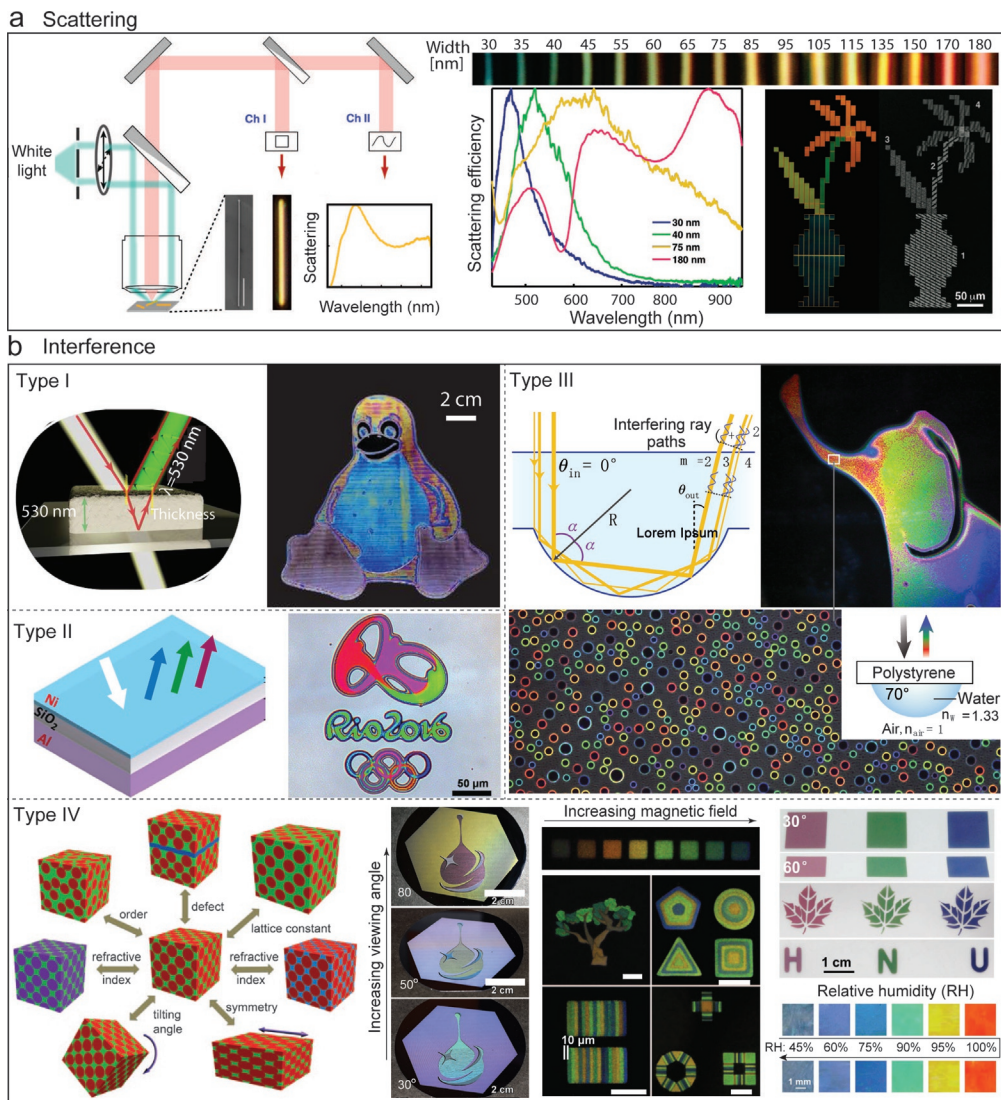 a Scattering
White
light
Ch I
Ch II
Scattering
Wavelength (nm)
Width
[nm]
30 35 40 45 55 60 65 75 85 95 105 115 135 150 170 180
Scattering efficiency
30 nm
40 nm
75 nm
180 nm
500 600 700 800 900
Wavelength (nm)
1
2
3
4
50 μm
b Interference
Type I
530 nm
λ=530 nm
Thickness
2 cm
Type III
Interfering ray
paths
+
2
m =2 3 4
θin = 0°
θout
R
Lorem Ipsum
α
α
Type II
Ni
SiO2
Al
Rio2016
50 μm
Polystyrene
70°
Water
nW =1.33
Air, nair = 1
Type IV
order
defect
lattice constant
refractive
index
refractive
index
tilting
angle
symmetry
Increasing viewing angle
80
2 cm
50°
2 cm
30°
2 cm
Increasing magnetic field
10 μm
30°
60°
H N U
1 cm
Relative humidity (RH)
RH: 45% 60% 75% 90% 95% 100%
1 mm